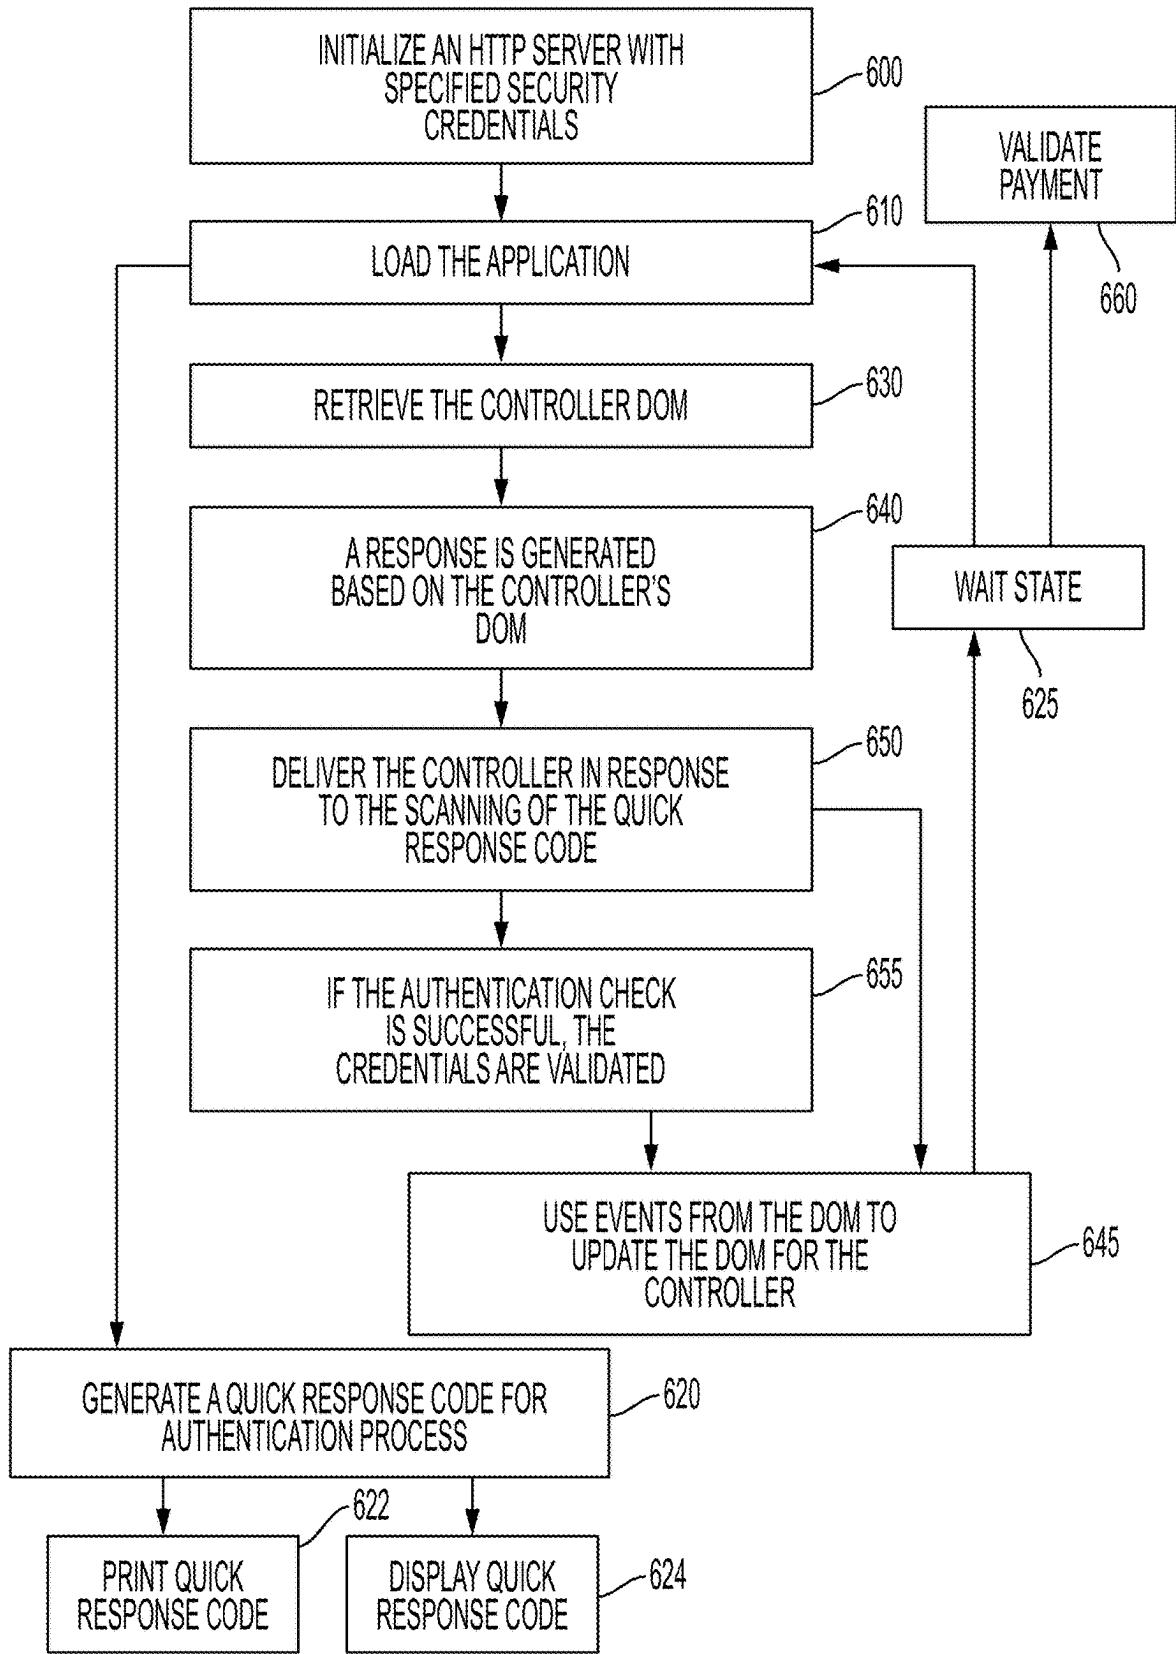 INITIALIZE AN HTTP SERVER WITH
SPECIFIED SECURITY
CREDENTIALS
600
VALIDATE
PAYMENT
660
610
LOAD THE APPLICATION
630
RETRIEVE THE CONTROLLER DOM
640
A RESPONSE IS GENERATED
BASED ON THE CONTROLLER'S
DOM
WAIT STATE
625
650
DELIVER THE CONTROLLER IN RESPONSE
TO THE SCANNING OF THE QUICK
RESPONSE CODE
655
IF THE AUTHENTICATION CHECK
IS SUCCESSFUL, THE
CREDENTIALS ARE VALIDATED
USE EVENTS FROM THE DOM TO
UPDATE THE DOM FOR THE
CONTROLLER
645
GENERATE A QUICK RESPONSE CODE FOR
AUTHENTICATION PROCESS
620
622
PRINT QUICK
RESPONSE CODE
DISPLAY QUICK
RESPONSE CODE
624